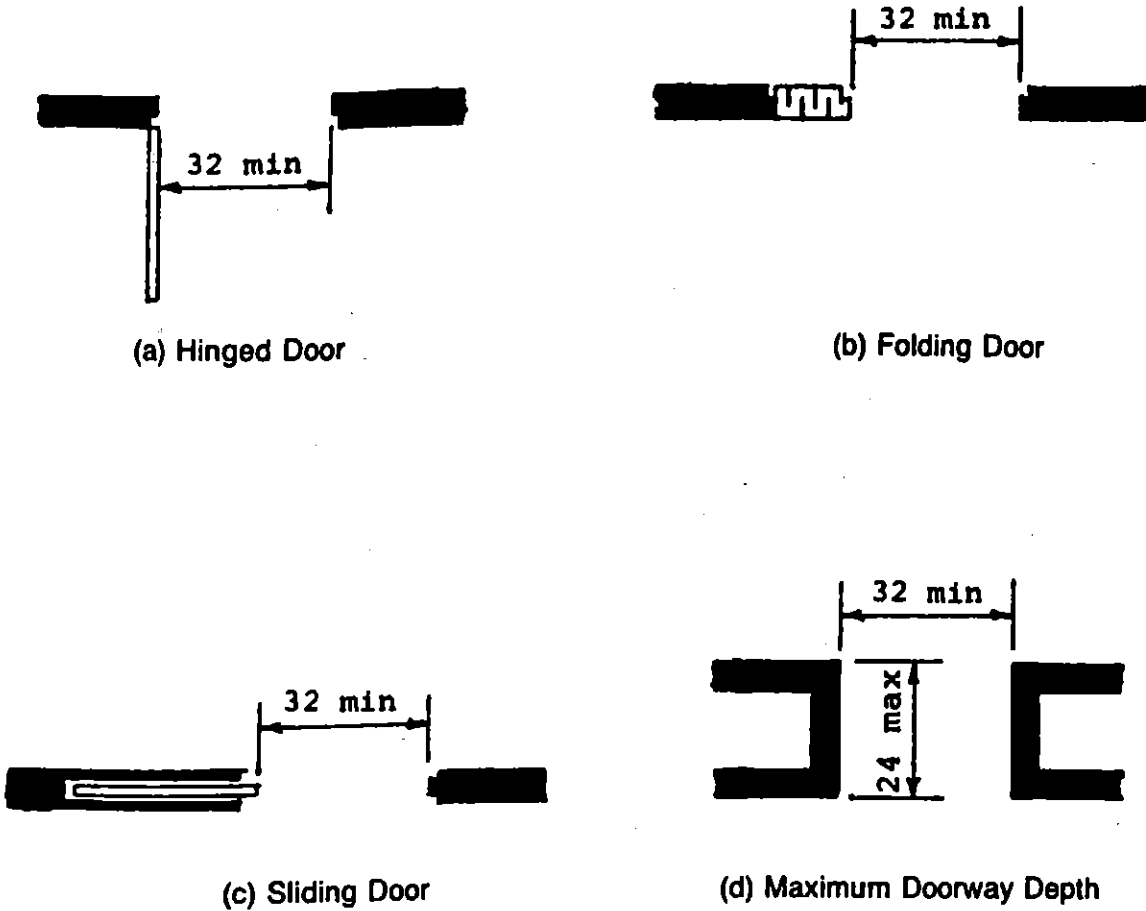 32 min
32 min
(a) Hinged Door
(b) Folding Door
32 min
32 min
24 max
(c) Sliding Door
(d) Maximum Doorway Depth